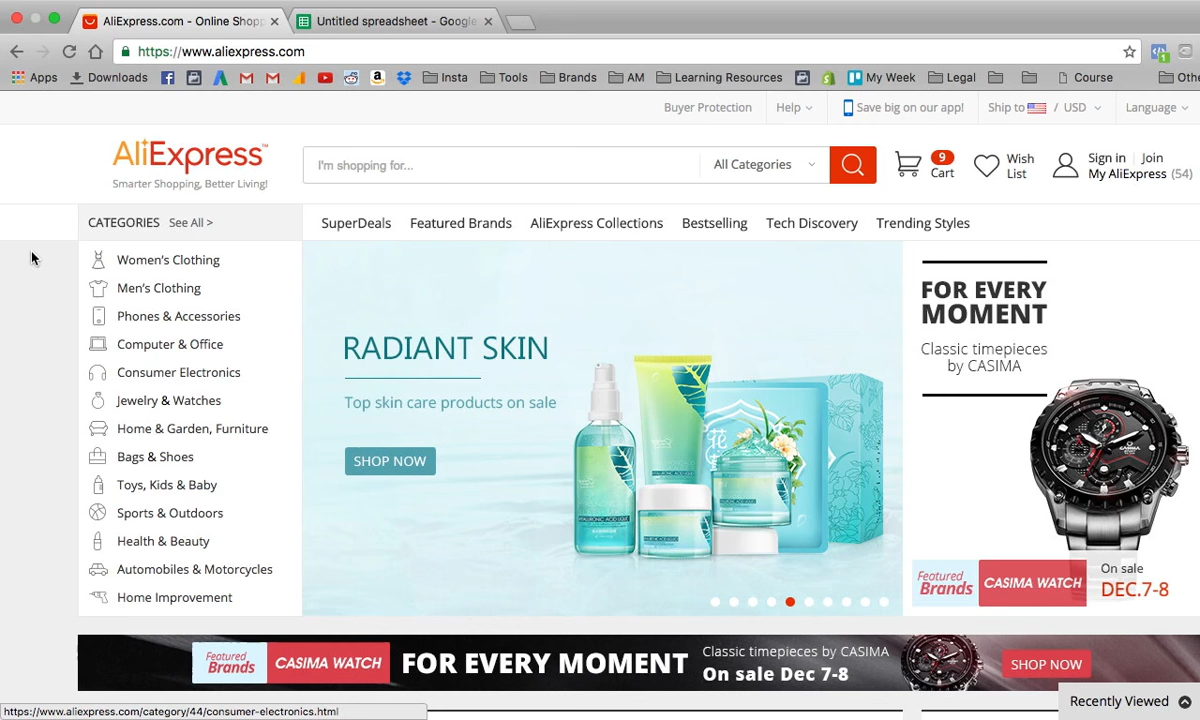 AliExpress.com - Online Shopp
Untitled spreadsheet - Google
https://www.aliexpress.com
Apps
Downloads
Insta
Tools
Brands
AM
Learning Resources
My Week
Legal
Course
Othe
Buyer Protection
Help
Save big on our app!
Ship to / USD
Language
AliExpress™
Smarter Shopping, Better Living!
I'm shopping for...
All Categories
9
Cart
Wish
List
Sign in | Join
My AliExpress (54)
CATEGORIES See All >
SuperDeals
Featured Brands
AliExpress Collections
Bestselling
Tech Discovery
Trending Styles
Women's Clothing
Men's Clothing
Phones & Accessories
Computer & Office
Consumer Electronics
Jewelry & Watches
Home & Garden, Furniture
Bags & Shoes
Toys, Kids & Baby
Sports & Outdoors
Health & Beauty
Automobiles & Motorcycles
Home Improvement
RADIANT SKIN
Top skin care products on sale
SHOP NOW
花
FOR EVERY
MOMENT
Classic timepieces
by CASIMA
CASIMA
Featured
Brands
CASIMA WATCH
On sale
DEC.7-8
Featured
Brands
CASIMA WATCH
FOR EVERY MOMENT
Classic timepieces by CASIMA
On sale Dec 7-8
SHOP NOW
Recently Viewed
https://www.aliexpress.com/category/44/consumer-electronics.html